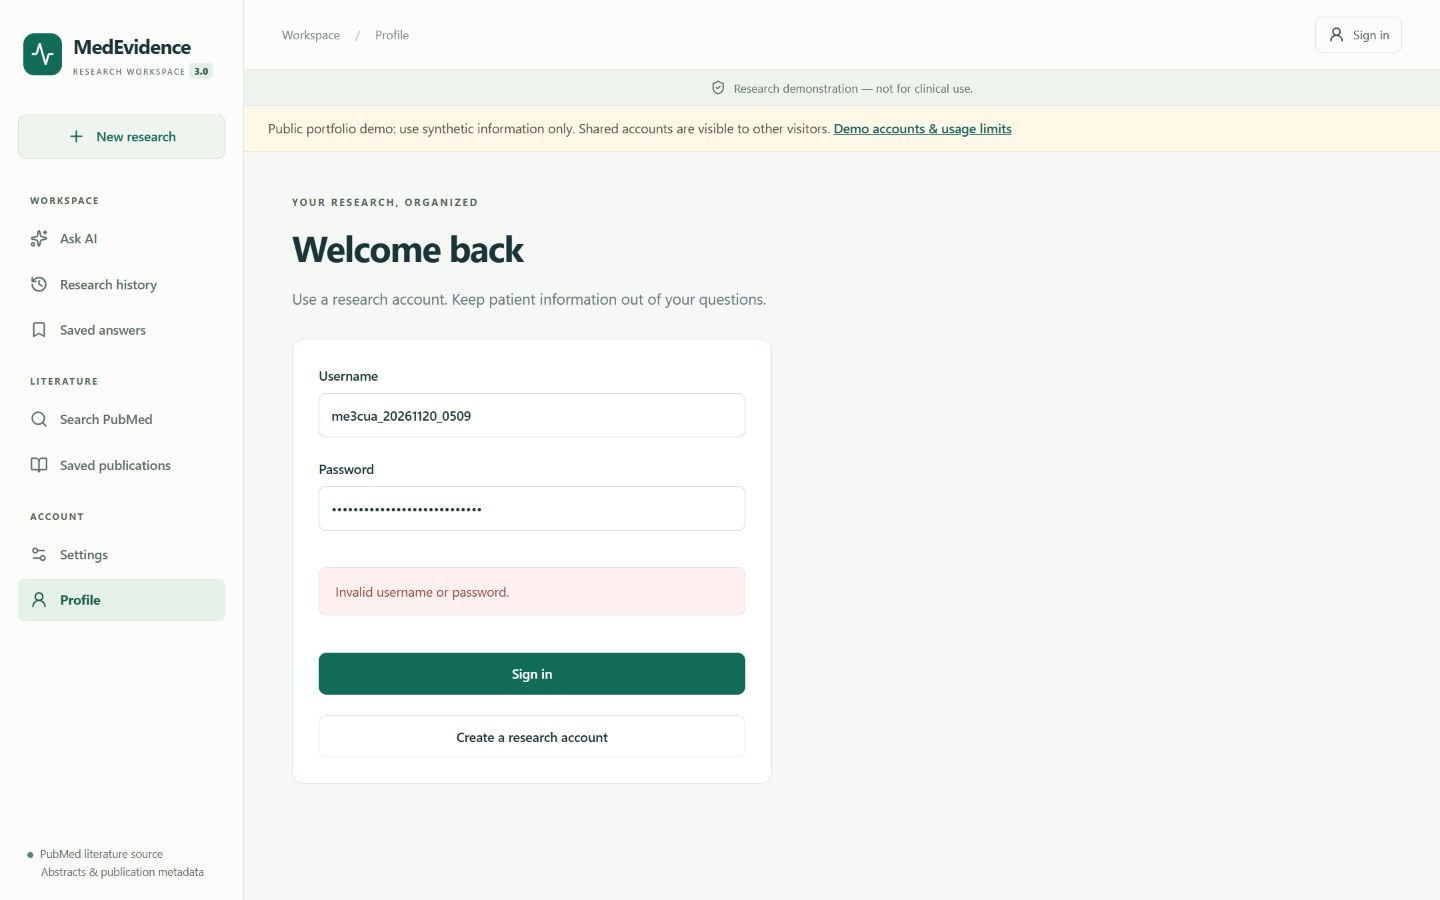 MedEvidence
RESEARCH WORKSPACE 3.0
New research
WORKSPACE
Ask AI
Research history
Saved answers
LITERATURE
Search PubMed
Saved publications
ACCOUNT
Settings
Profile
PubMed literature source
Abstracts & publication metadata
Workspace / Profile
Sign in
Research demonstration — not for clinical use.
Public portfolio demo: use synthetic information only. Shared accounts are visible to other visitors. Demo accounts & usage limits
YOUR RESEARCH, ORGANIZED
Welcome back
Use a research account. Keep patient information out of your questions.
Username
me3cua_20261120_0509
Password
••••••••••••••••••••••••••••
Invalid username or password.
Sign in
Create a research account